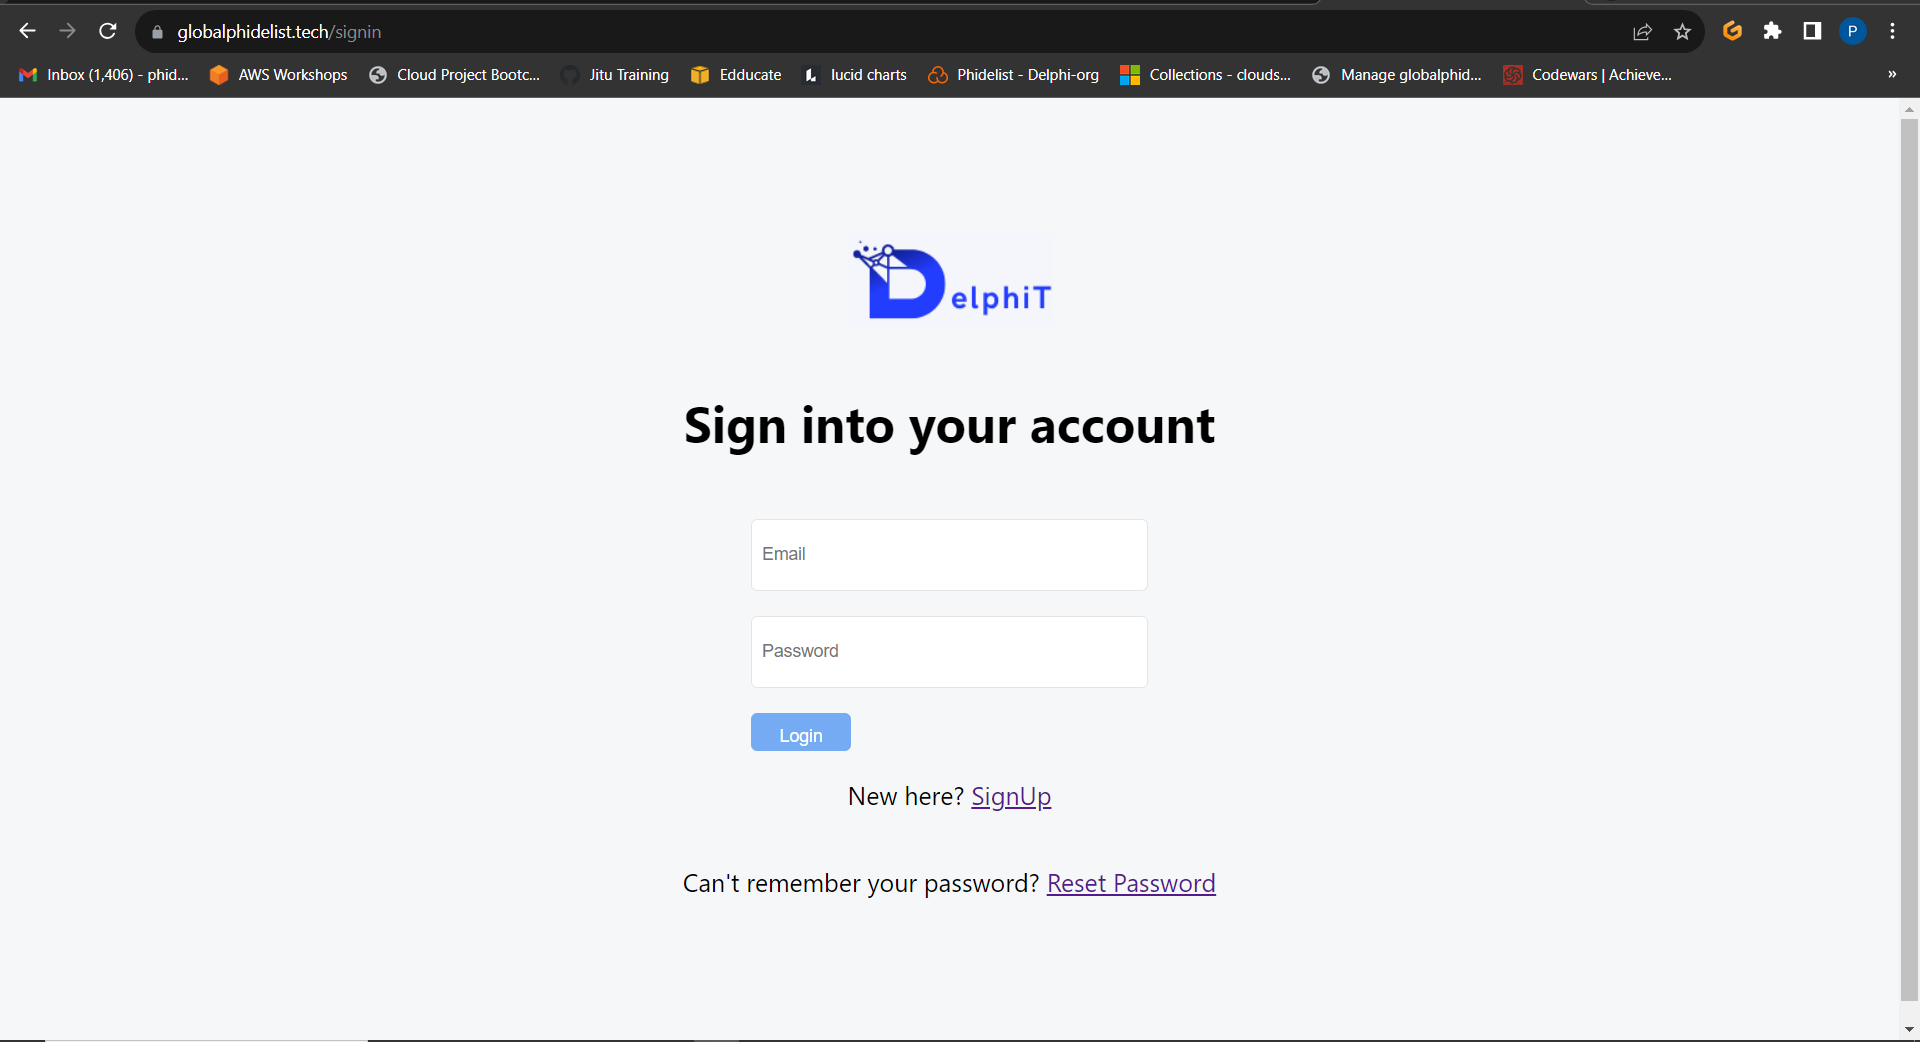 globalphidelist.tech/signin
P
Inbox (1,406) - phid... AWS Workshops Cloud Project Bootc... Jitu Training Edducate lucid charts Phidelist - Delphi-org Collections - clouds... Manage globalphid... Codewars | Achieve... »
DelphiT
Sign into your account
Email
Password
Login
New here? SignUp
Can't remember your password? Reset Password